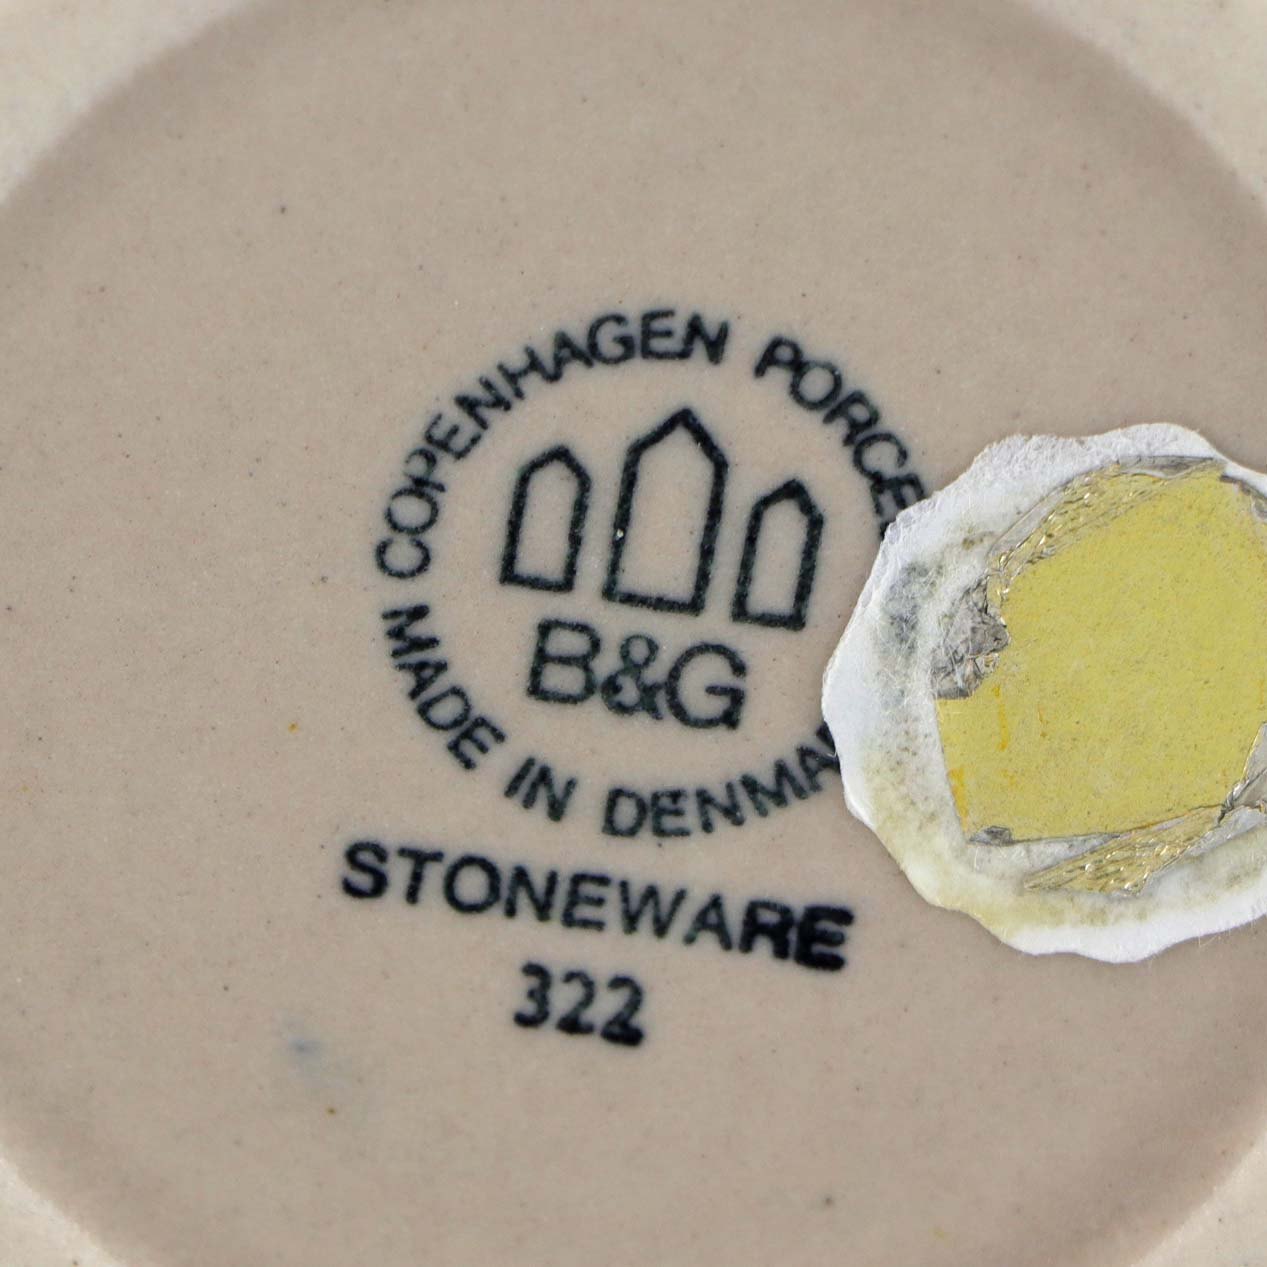 COPENHAGEN PORCE
B&G
MADE IN DENMA
STONEWARE
322